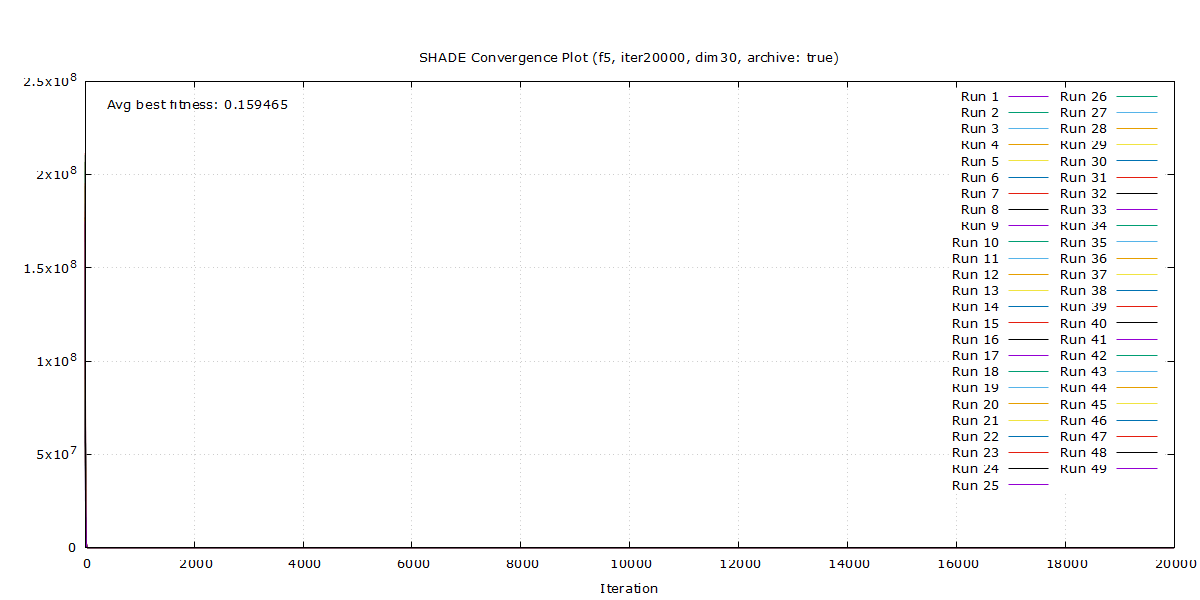 SHADE Convergence Plot (f5, iter20000, dim30, archive: true)
Avg best fitness: 0.159465
2.5x10^8
2x10^8
1.5x10^8
1x10^8
5x10^7
0
Run 1 Run 26
Run 2 Run 27
Run 3 Run 28
Run 4 Run 29
Run 5 Run 30
Run 6 Run 31
Run 7 Run 32
Run 8 Run 33
Run 9 Run 34
Run 10 Run 35
Run 11 Run 36
Run 12 Run 37
Run 13 Run 38
Run 14 Run 39
Run 15 Run 40
Run 16 Run 41
Run 17 Run 42
Run 18 Run 43
Run 19 Run 44
Run 20 Run 45
Run 21 Run 46
Run 22 Run 47
Run 23 Run 48
Run 24 Run 49
Run 25
0 2000 4000 6000 8000 10000 12000 14000 16000 18000 20000
Iteration